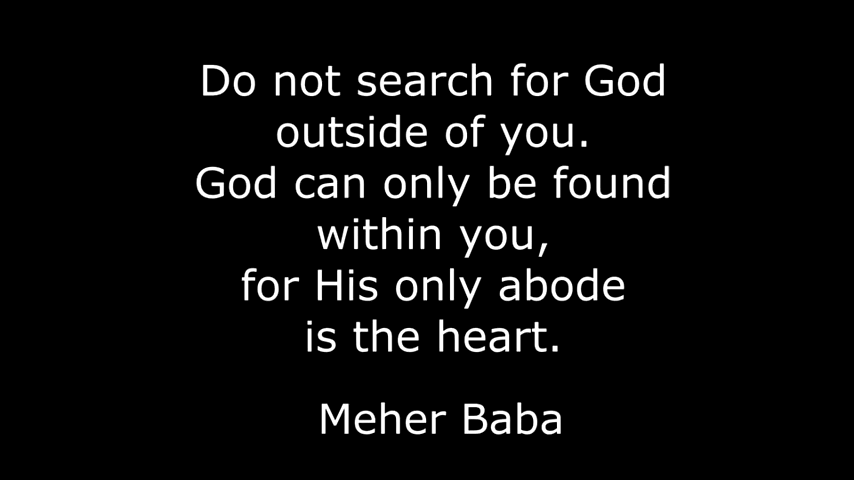 Do not search for God
outside of you.
God can only be found
within you,
for His only abode
is the heart.
Meher Baba